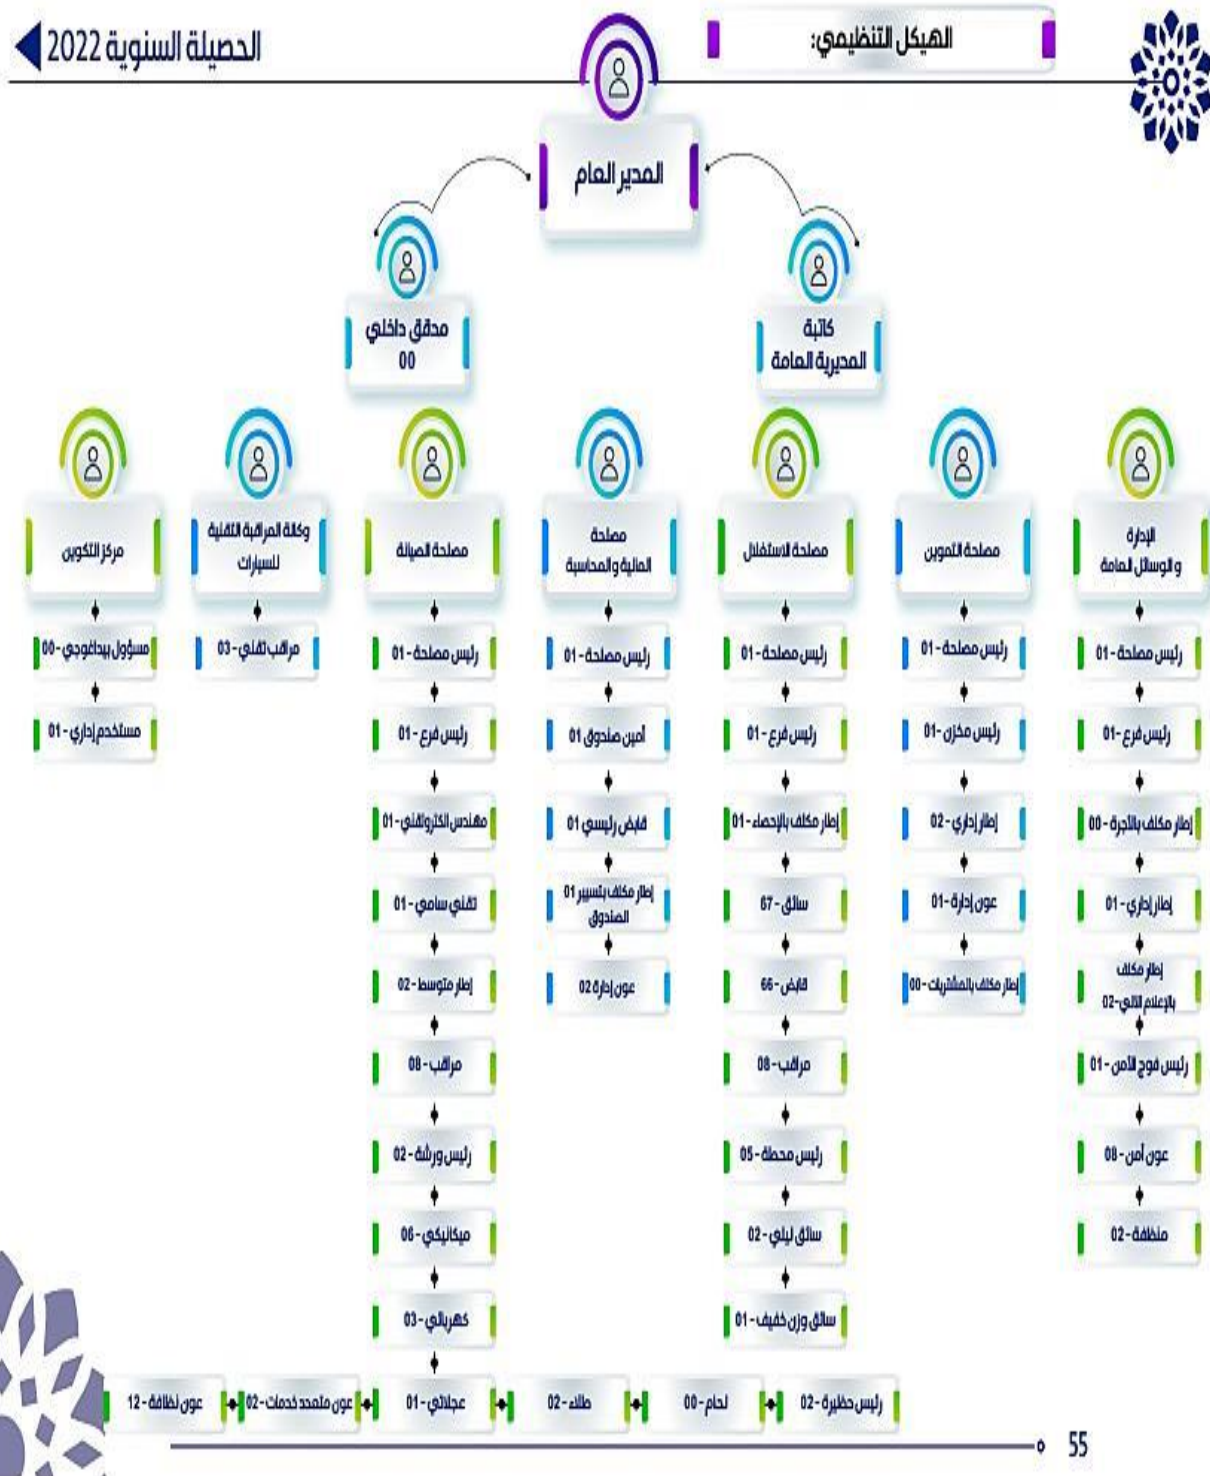 الهيكل التنظيمي:
الحصيلة السنوية 2022
المدير العام
كاتبة
المديرية العامة
محقق داخلي
00
الإدارة
و الوسائل العامة
رئيس مصلحة - 01
رئيس فرع - 01
إطار مكلف بالأجرة - 00
إطار إداري - 01
إطار مكلف
بالإعلام الآلي - 02
رئيس فوج الأمن - 01
عون أمن - 08
منظفة - 02
مصلحة التموين
رئيس مصلحة - 01
رئيس مخزن - 01
إطار إداري - 02
عون إدارة - 01
إطار مكلف بالمشتريات - 00
مصلحة الاستغلال
رئيس مصلحة - 01
رئيس فرع - 01
إطار مكلف بالإحصاء - 01
سائق - 67
قابض - 66
مراقب - 08
رئيس محطة - 05
سائق ليلي - 02
سائق وزن خفيف - 01
مصلحة
المالية والمحاسبة
رئيس مصلحة - 01
أمين صندوق 01
قابض رئيسي 01
إطار مكلف بتسيير 01
الصندوق
عون إدارة 02
مصلحة الصيانة
رئيس مصلحة - 01
رئيس فرع - 01
مهندس الكتروتقني - 01
تقني سامي - 01
إطار متوسط - 02
مراقب - 08
رئيس ورشة - 02
ميكانيكي - 06
كهربائي - 03
وكالة المراقبة التقنية
للسيارات
مراقب تقني - 03
مركز التكوين
مسؤول بيداغوجي - 00
مستخدم إداري - 01
رئيس حظيرة - 02
لحام - 00
طلاء - 02
عجلاتي - 01
عون متعدد خدمات - 02
عون نظافة - 12
55